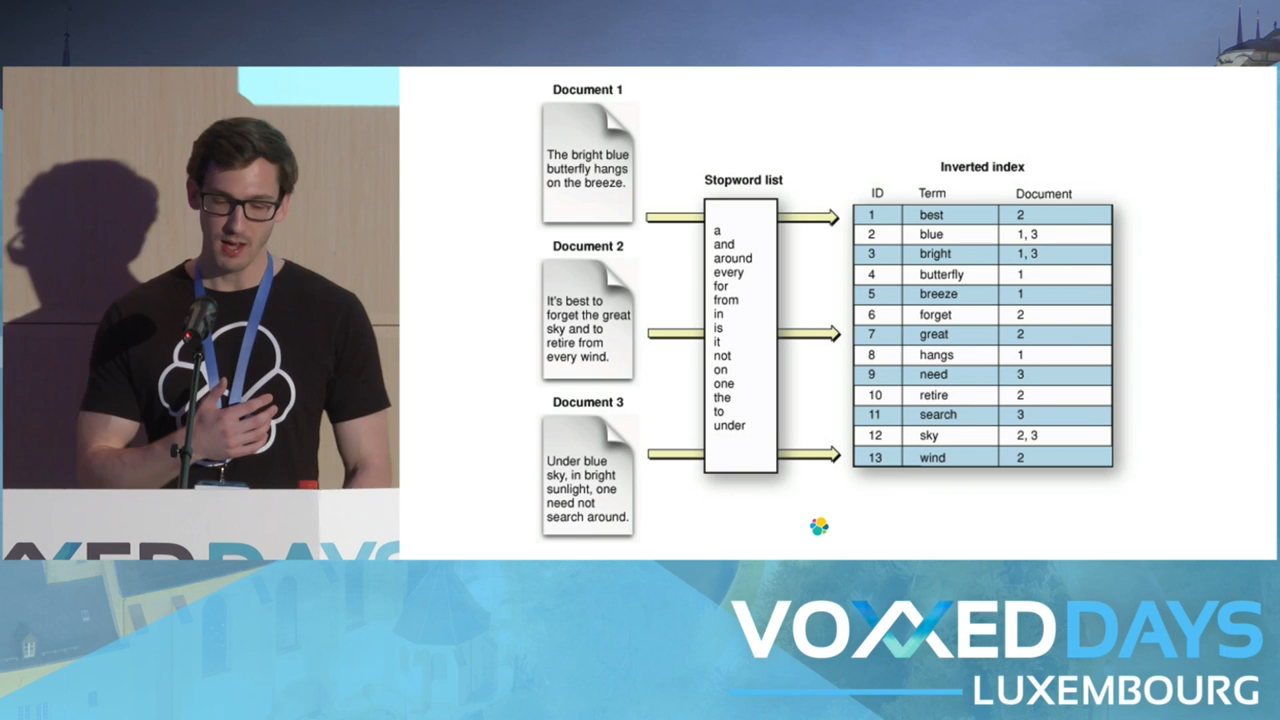 Document 1
The bright blue
butterfly hangs
on the breeze.
Document 2
It's best to
forget the great
sky and to
retire from
every wind.
Document 3
Under blue
sky, in bright
sunlight, one
need not
search around.
Stopword list
a
and
around
every
for
from
in
is
it
not
on
one
the
to
under
Inverted index
ID Term Document
1 best 2
2 blue 1, 3
3 bright 1, 3
4 butterfly 1
5 breeze 1
6 forget 2
7 great 2
8 hangs 1
9 need 3
10 retire 2
11 search 3
12 sky 2, 3
13 wind 2
VOXXED DAYS
VOXXEDDAYS
LUXEMBOURG